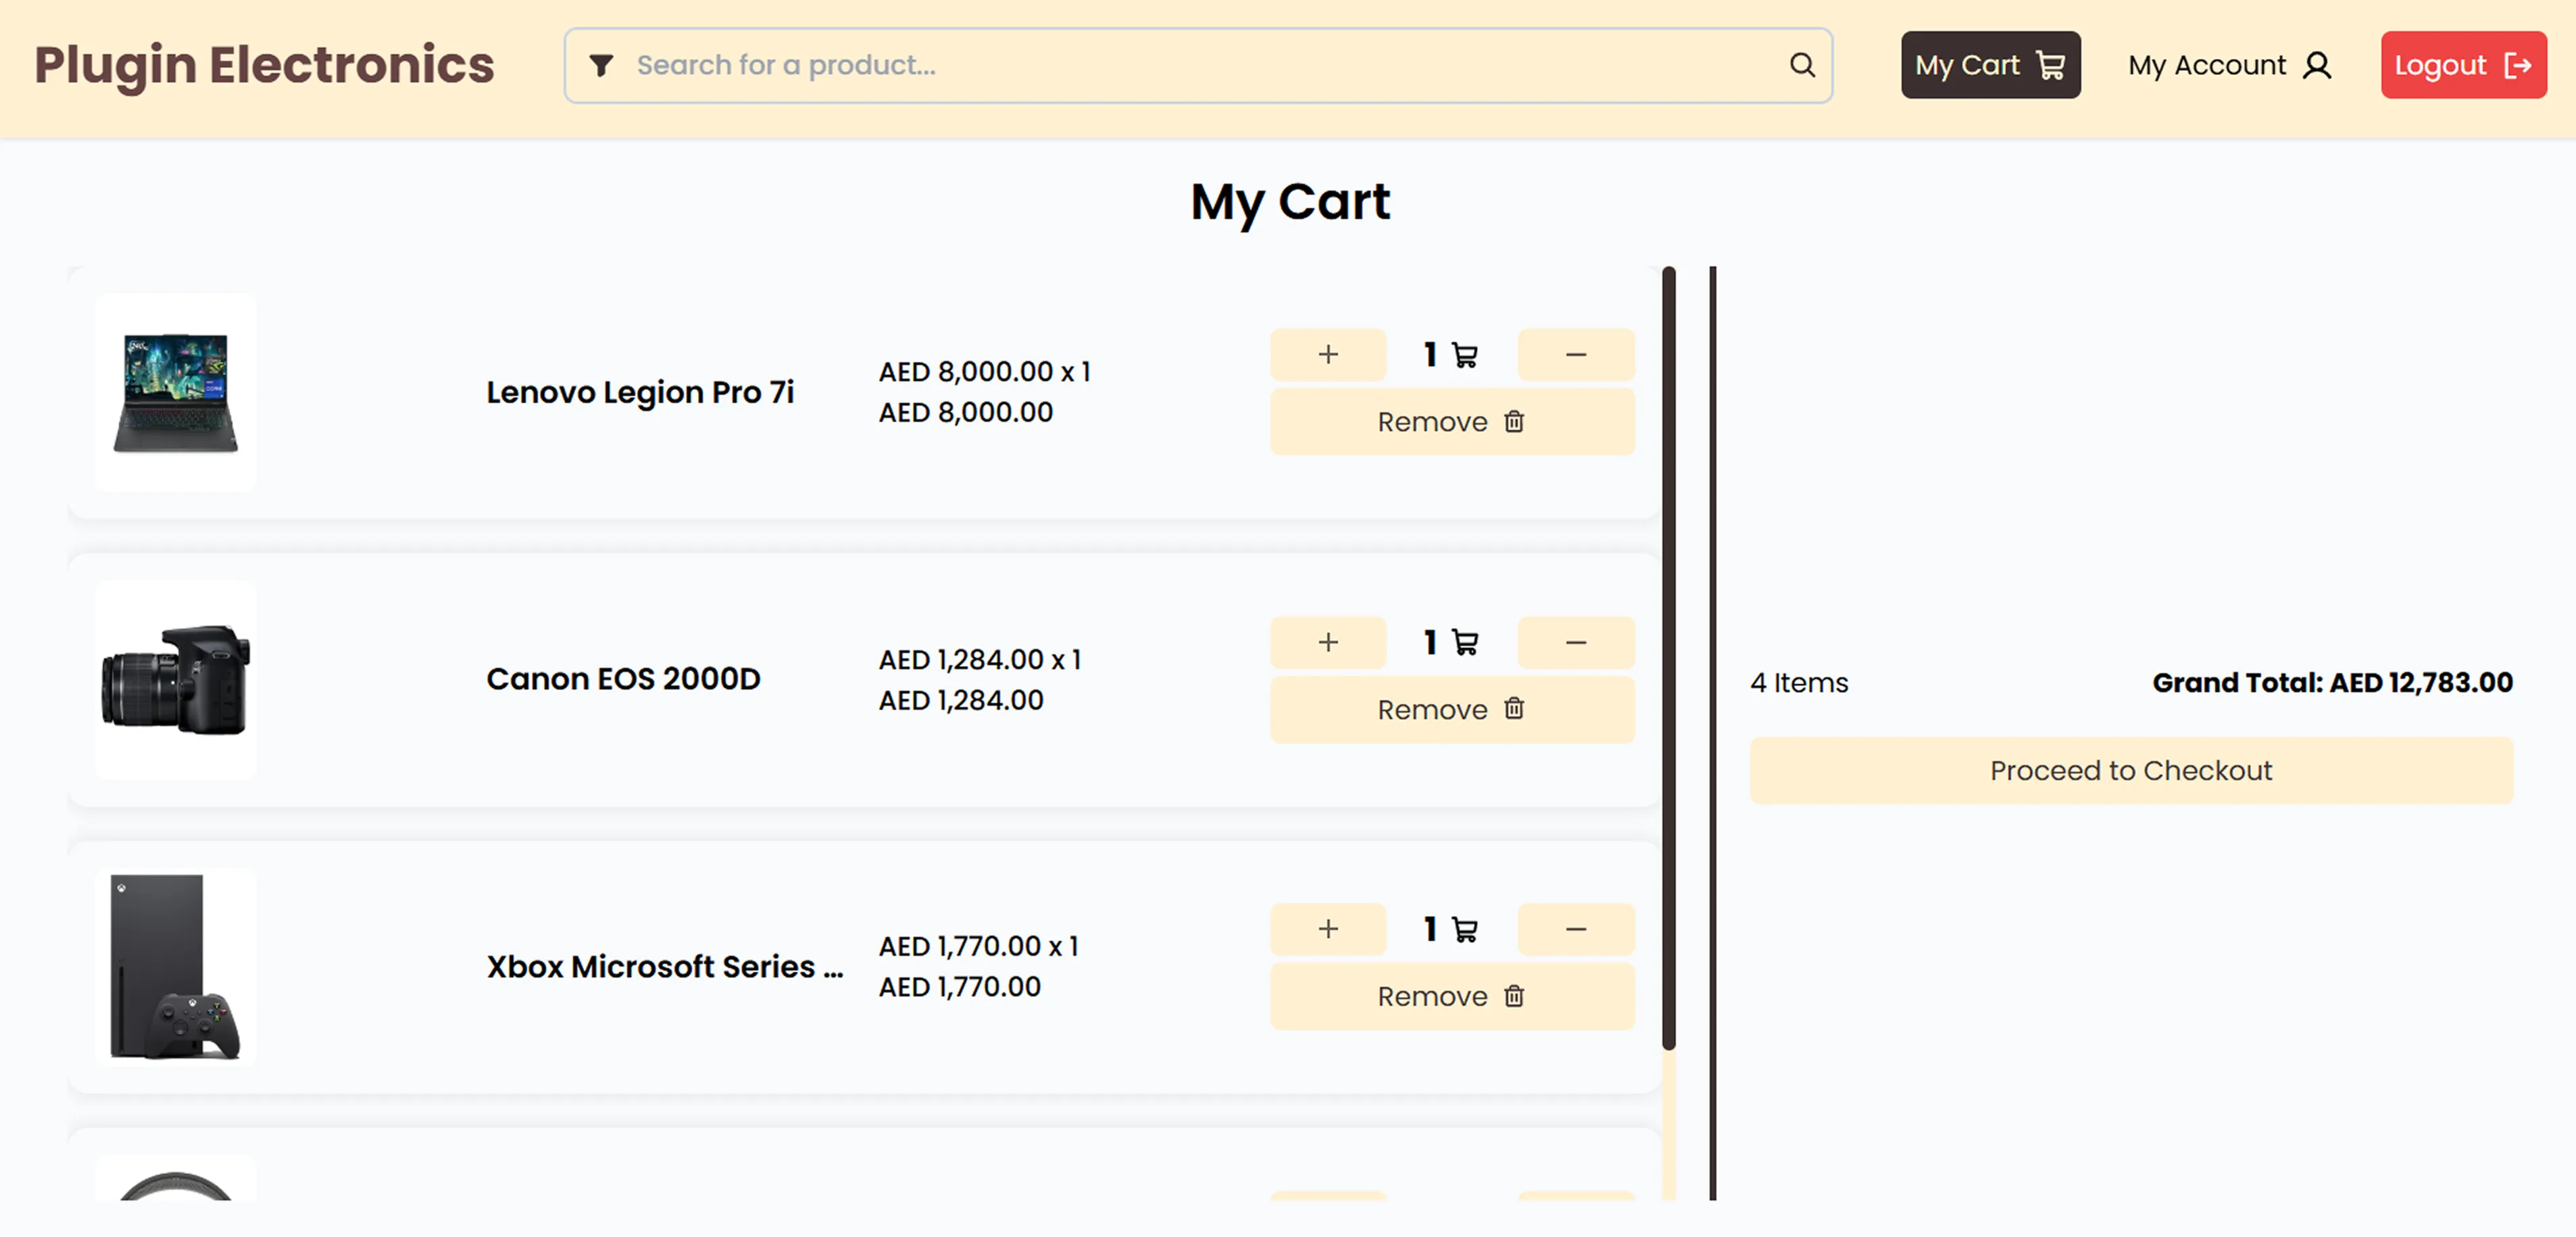 Plugin Electronics
Search for a product...
My Cart
My Account
Logout
My Cart
Lenovo Legion Pro 7i
AED 8,000.00 x 1
AED 8,000.00
+ 1 −
Remove
Canon EOS 2000D
AED 1,284.00 x 1
AED 1,284.00
+ 1 −
Remove
Xbox Microsoft Series ...
AED 1,770.00 x 1
AED 1,770.00
+ 1 −
Remove
4 Items
Grand Total: AED 12,783.00
Proceed to Checkout